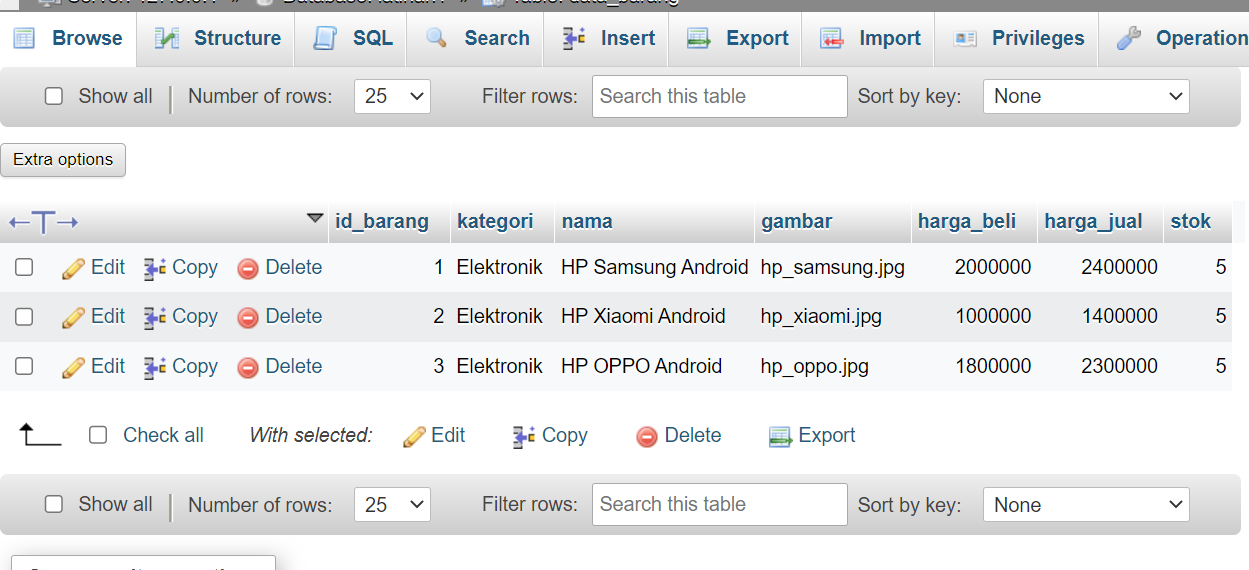 Browse Structure SQL Search Insert Export Import Privileges Operation
Show all Number of rows: 25 Filter rows: Search this table Sort by key: None
Extra options
id_barang kategori nama gambar harga_beli harga_jual stok
Edit Copy Delete 1 Elektronik HP Samsung Android hp_samsung.jpg 2000000 2400000 5
Edit Copy Delete 2 Elektronik HP Xiaomi Android hp_xiaomi.jpg 1000000 1400000 5
Edit Copy Delete 3 Elektronik HP OPPO Android hp_oppo.jpg 1800000 2300000 5
Check all With selected: Edit Copy Delete Export
Show all Number of rows: 25 Filter rows: Search this table Sort by key: None